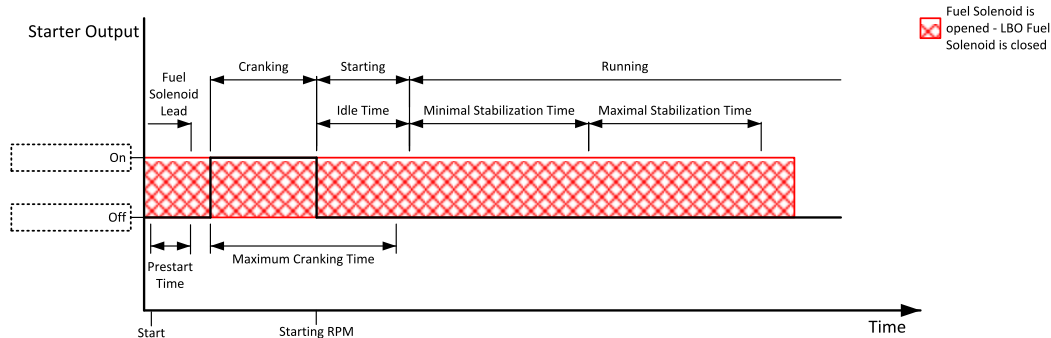 Fuel Solenoid is
opened - LBO Fuel
Solenoid is closed
Starter Output
Cranking
Starting
Running
Fuel
Solenoid
Lead
Idle Time
Minimal Stabilization Time
Maximal Stabilization Time
On
Off
Prestart
Time
Maximum Cranking Time
Start
Starting RPM
Time